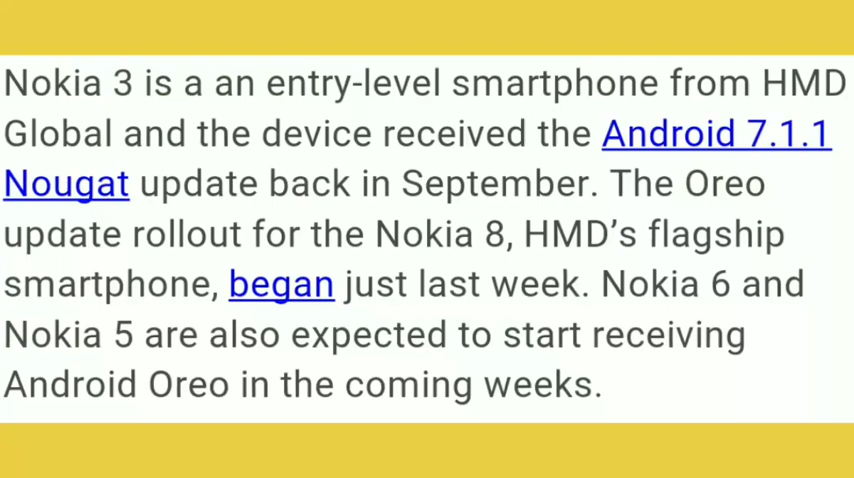 Nokia 3 is a an entry-level smartphone from HMD
Global and the device received the Android 7.1.1
Nougat update back in September. The Oreo
update rollout for the Nokia 8, HMD’s flagship
smartphone, began just last week. Nokia 6 and
Nokia 5 are also expected to start receiving
Android Oreo in the coming weeks.